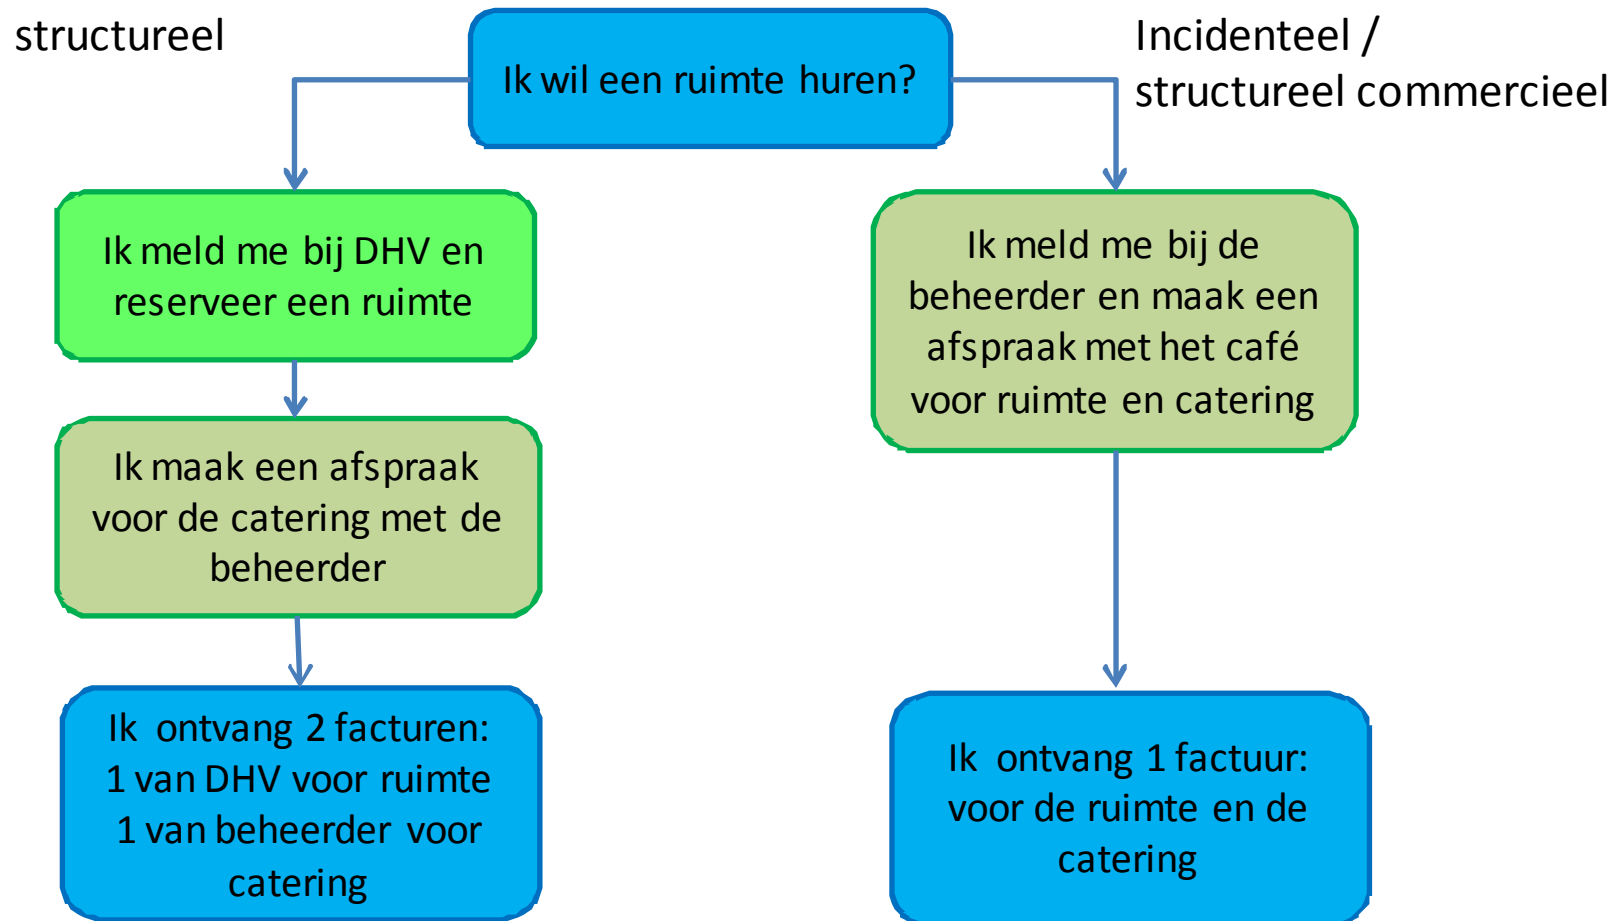 structureel
Ik wil een ruimte huren?
Incidenteel /
structureel commercieel
Ik meld me bij DHV en
reserveer een ruimte
Ik maak een afspraak
voor de catering met de
beheerder
Ik ontvang 2 facturen:
1 van DHV voor ruimte
1 van beheerder voor
catering
Ik meld me bij de
beheerder en maak een
afspraak met het café
voor ruimte en catering
Ik ontvang 1 factuur:
voor de ruimte en de
catering